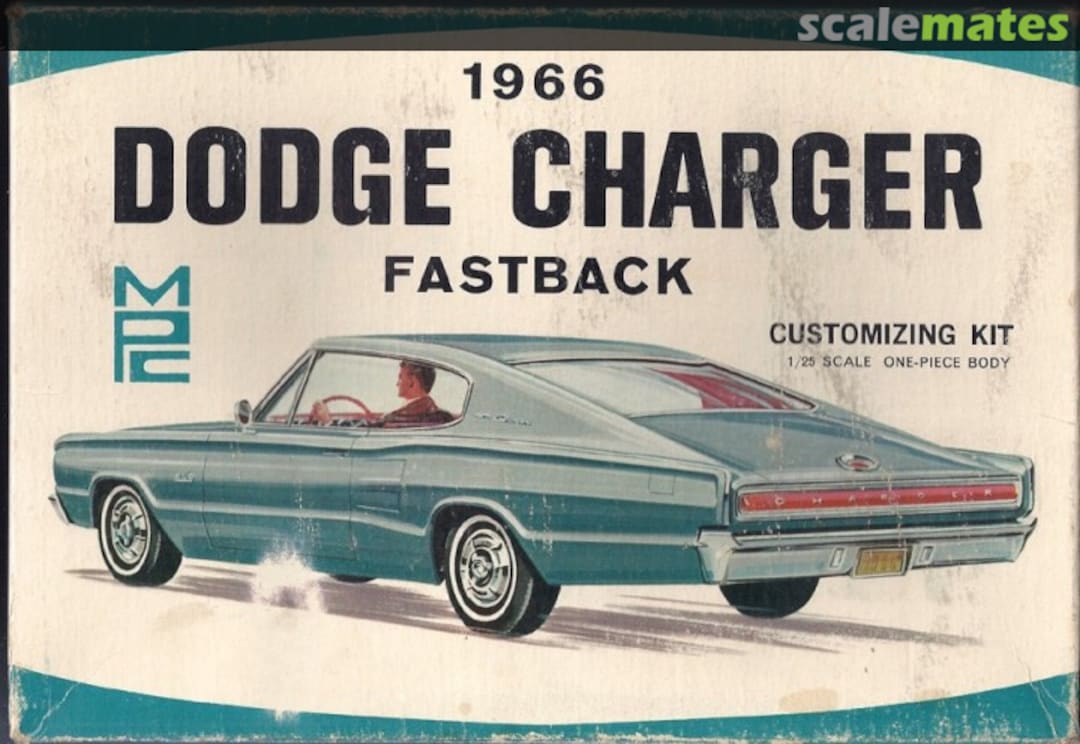 scalemates
1966
DODGE CHARGER
FASTBACK
MPC
CUSTOMIZING KIT
1/25 SCALE ONE-PIECE BODY
CHARGER